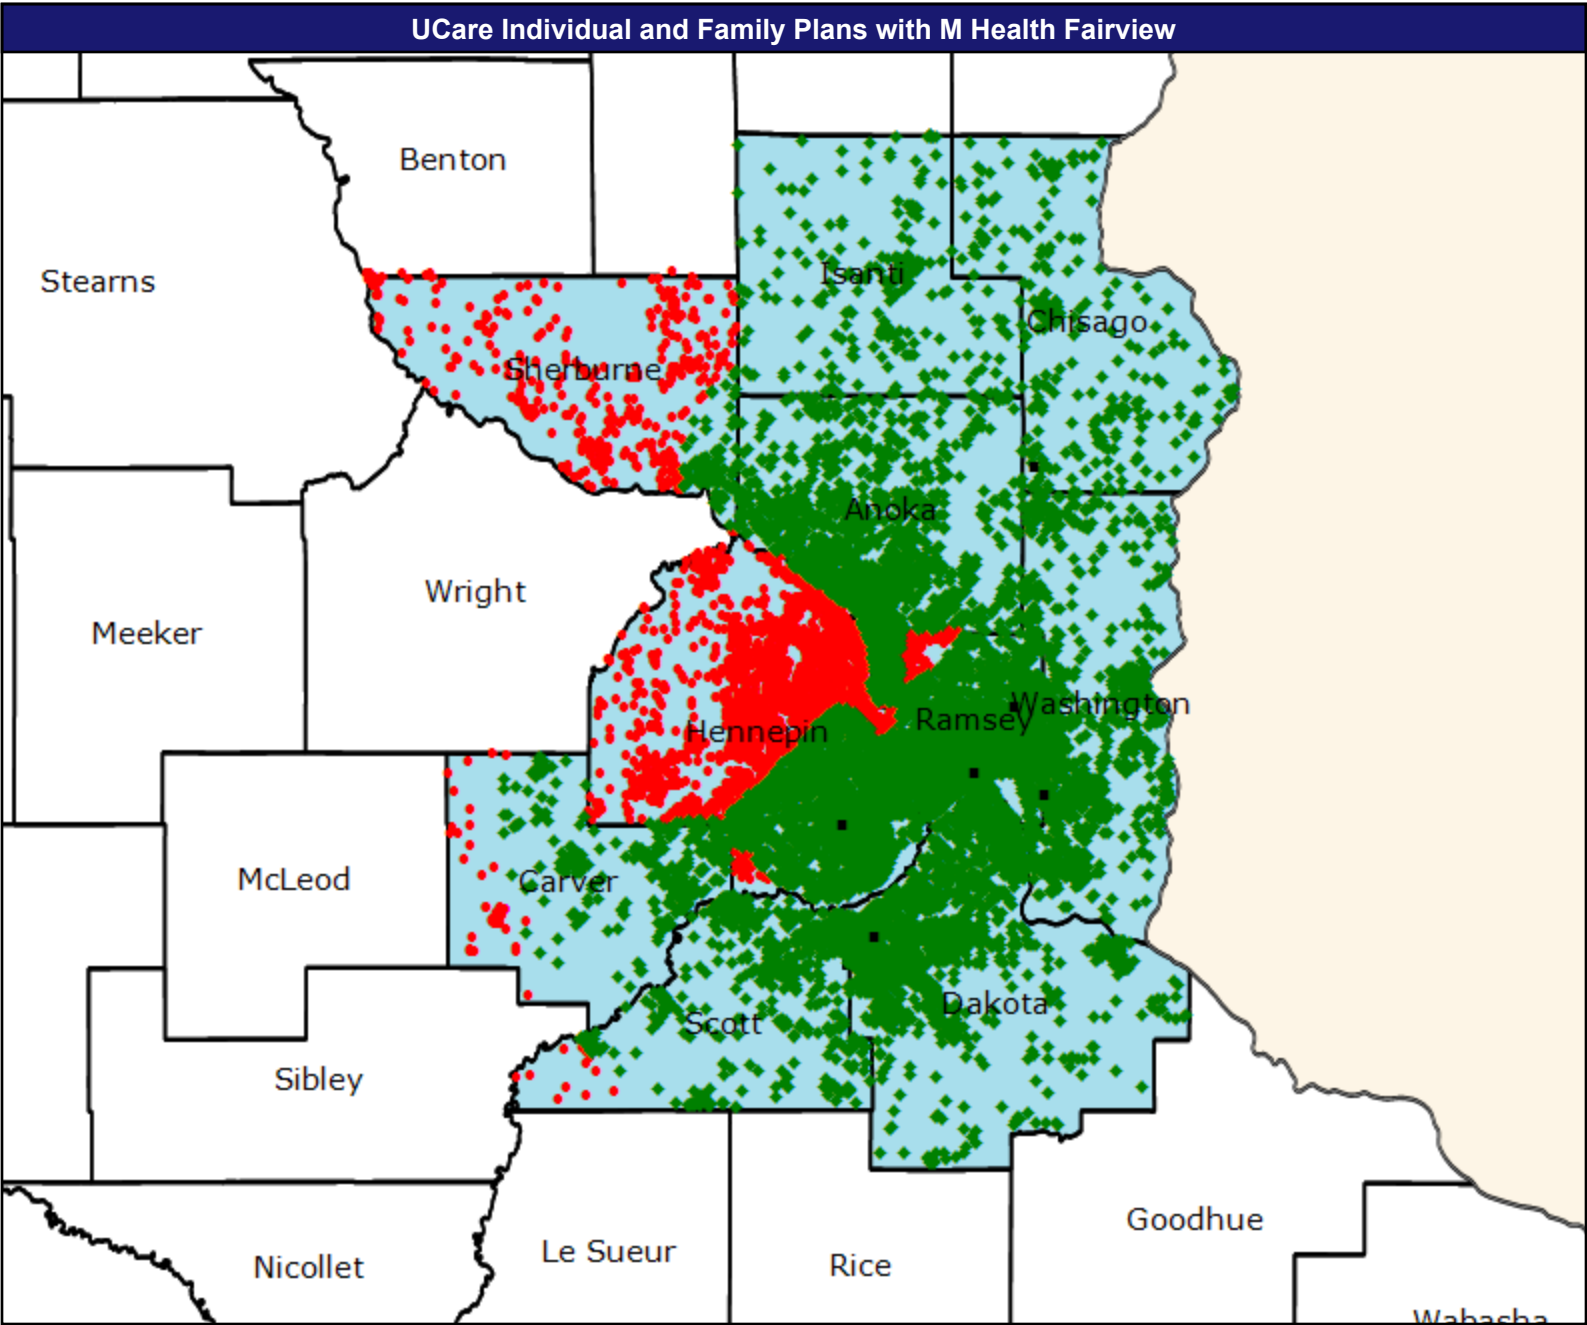 UCare Individual and Family Plans with M Health Fairview
Benton
Stearns
Isanti
Chisago
Sherburne
Anoka
Wright
Meeker
Washington
Ramsey
Hennepin
McLeod
Carver
Dakota
Scott
Sibley
Goodhue
Le Sueur
Rice
Nicollet
Wabasha